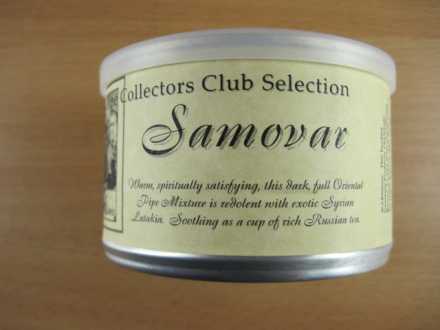 Collectors Club Selection
Samovar
Warm, spiritually satisfying, this dark, full Oriental
Pipe Mixture is redolent with exotic Syrian
Latakia. Soothing as a cup of rich Russian tea.